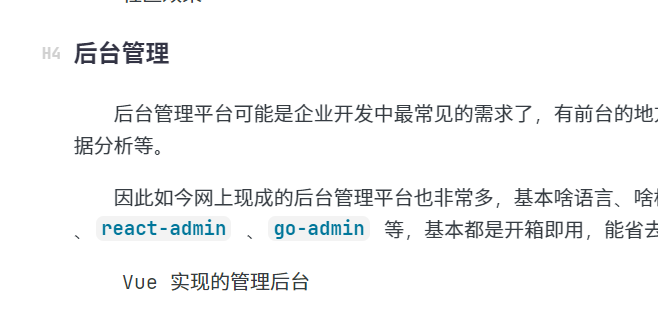 H4 后台管理
后台管理平台可能是企业开发中最常见的需求了，有前台的地
据分析等。
因此如今网上现成的后台管理平台也非常多，基本啥语言、啥
、 react-admin 、 go-admin 等，基本都是开箱即用，能省去
Vue 实现的管理后台